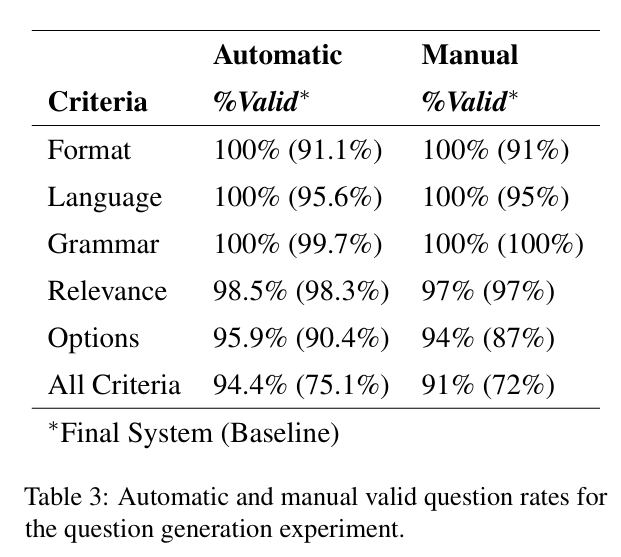 Automatic Manual
Criteria %Valid* %Valid*
Format 100% (91.1%) 100% (91%)
Language 100% (95.6%) 100% (95%)
Grammar 100% (99.7%) 100% (100%)
Relevance 98.5% (98.3%) 97% (97%)
Options 95.9% (90.4%) 94% (87%)
All Criteria 94.4% (75.1%) 91% (72%)
*Final System (Baseline)
Table 3: Automatic and manual valid question rates for
the question generation experiment.